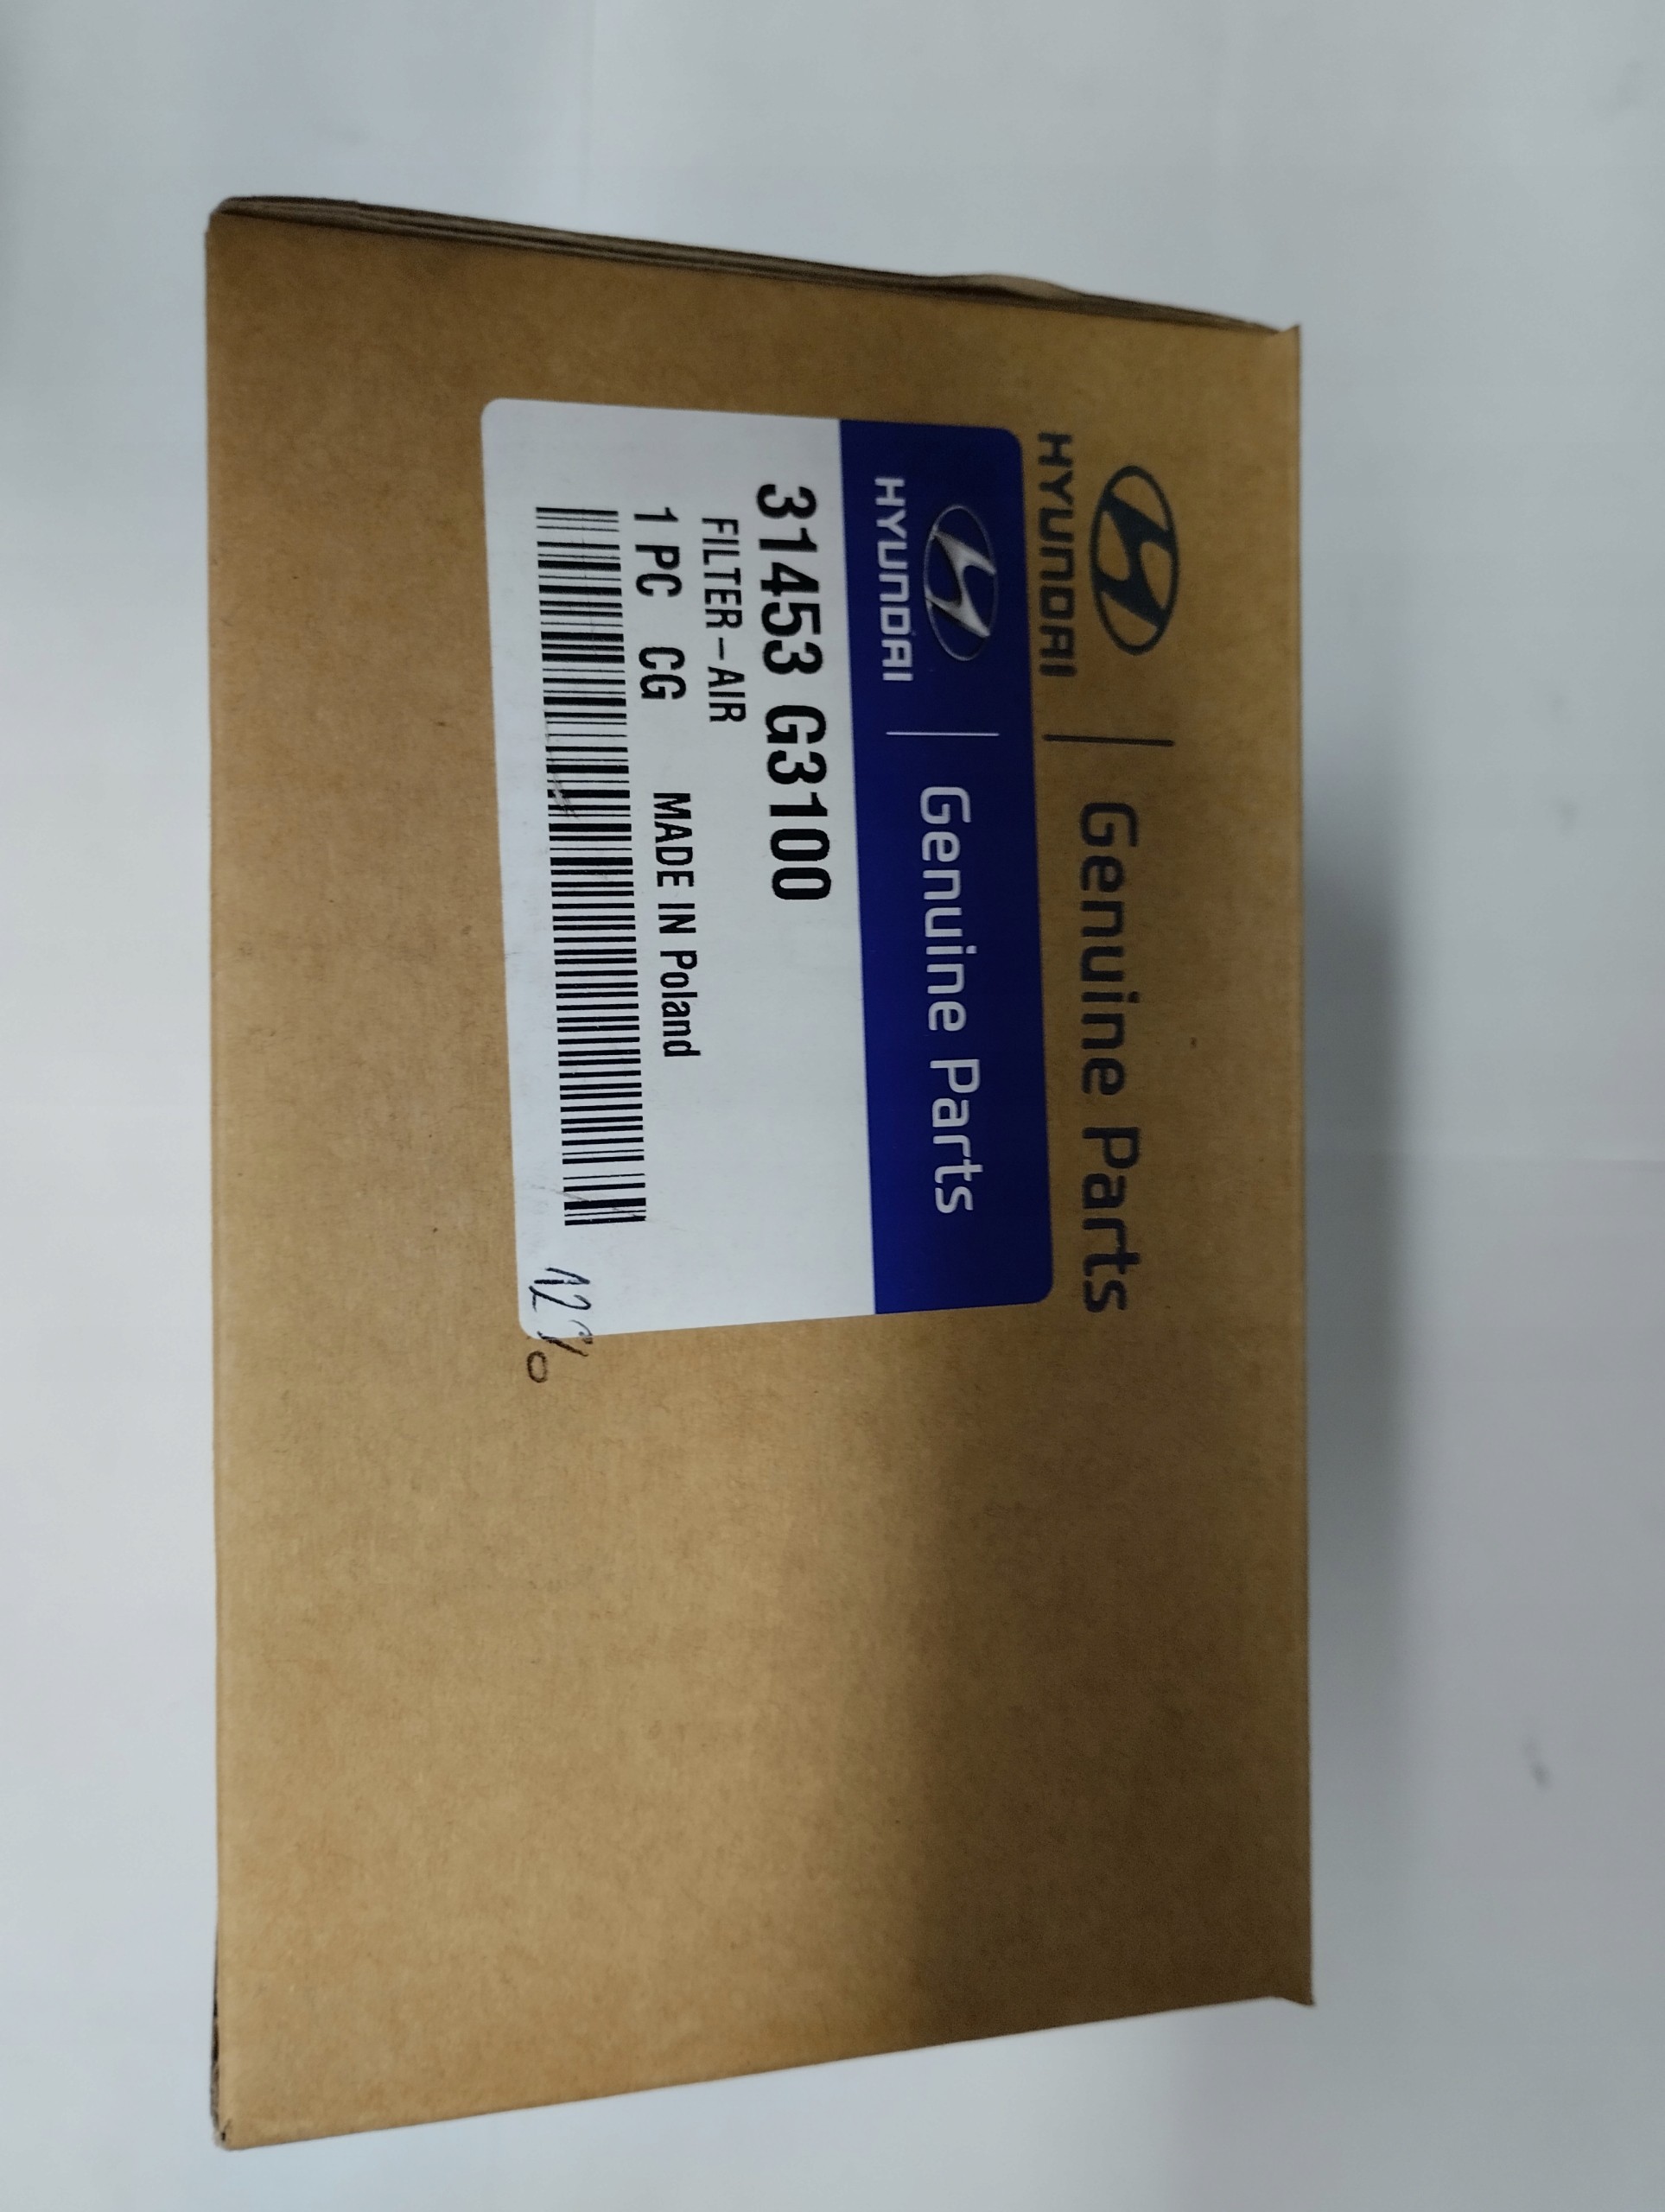 HYUNDAI | Genuine Parts
HYUNDAI | Genuine Parts
31453 G3100
FILTER-AIR
1 PC CG MADE IN Poland